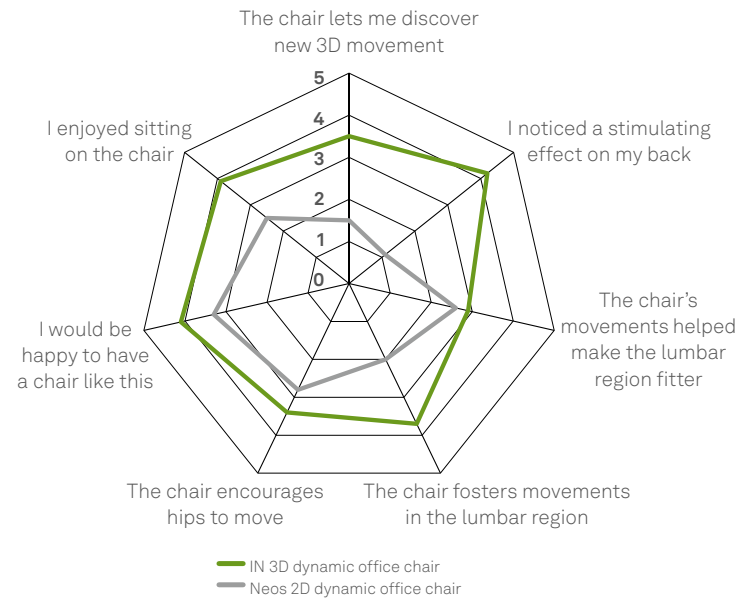 The chair lets me discover
new 3D movement
5
4
3
2
1
0
I enjoyed sitting
on the chair
I noticed a stimulating
effect on my back
The chair’s
movements helped
make the lumbar
region fitter
I would be
happy to have
a chair like this
The chair encourages
hips to move
The chair fosters movements
in the lumbar region
IN 3D dynamic office chair
Neos 2D dynamic office chair